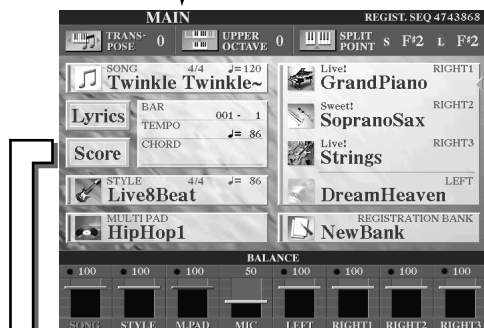 MAIN REGIST. SEQ 4743868
TRANS-
POSE 0 UPPER
OCTAVE 0 SPLIT
POINT S F#2 L F#2
SONG 4/4 ♩=120
Twinkle Twinkle~
Lyrics
Score
BAR 001 - 1
TEMPO ♩= 86
CHORD
STYLE 4/4 ♩= 86
Live8Beat
MULTI PAD
HipHop1
Live! RIGHT1
GrandPiano
Sweet! RIGHT2
SopranoSax
Live! RIGHT3
Strings
LEFT
DreamHeaven
REGISTRATION BANK
NewBank
BALANCE
100 100 100 50 100 100 100 100
SONG STYLE M.PAD MIC LEFT RIGHT1 RIGHT2 RIGHT3